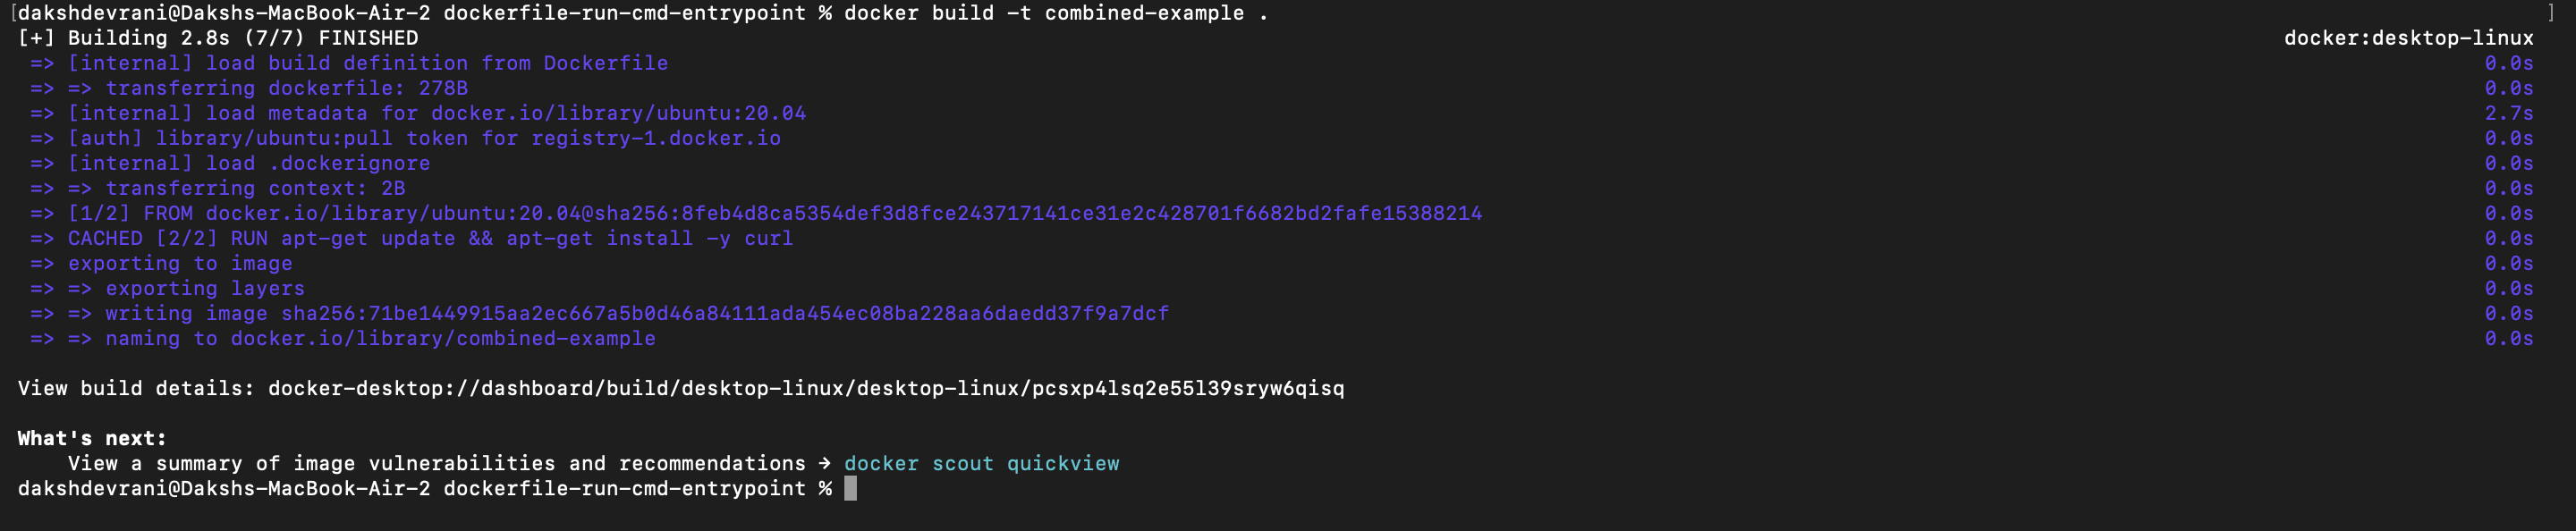 [dakshdevrani@Dakshs-MacBook-Air-2 dockerfile-run-cmd-entrypoint % docker build -t combined-example . ]
[+] Building 2.8s (7/7) FINISHED docker:desktop-linux
=> [internal] load build definition from Dockerfile 0.0s
=> => transferring dockerfile: 278B 0.0s
=> [internal] load metadata for docker.io/library/ubuntu:20.04 2.7s
=> [auth] library/ubuntu:pull token for registry-1.docker.io 0.0s
=> [internal] load .dockerignore 0.0s
=> => transferring context: 2B 0.0s
=> [1/2] FROM docker.io/library/ubuntu:20.04@sha256:8feb4d8ca5354def3d8fce243717141ce31e2c428701f6682bd2fafe15388214 0.0s
=> CACHED [2/2] RUN apt-get update && apt-get install -y curl 0.0s
=> exporting to image 0.0s
=> => exporting layers 0.0s
=> => writing image sha256:71be1449915aa2ec667a5b0d46a84111ada454ec08ba228aa6daedd37f9a7dcf 0.0s
=> => naming to docker.io/library/combined-example 0.0s
View build details: docker-desktop://dashboard/build/desktop-linux/desktop-linux/pcsxp4lsq2e55l39sryw6qisq
What's next:
View a summary of image vulnerabilities and recommendations → docker scout quickview
dakshdevrani@Dakshs-MacBook-Air-2 dockerfile-run-cmd-entrypoint %